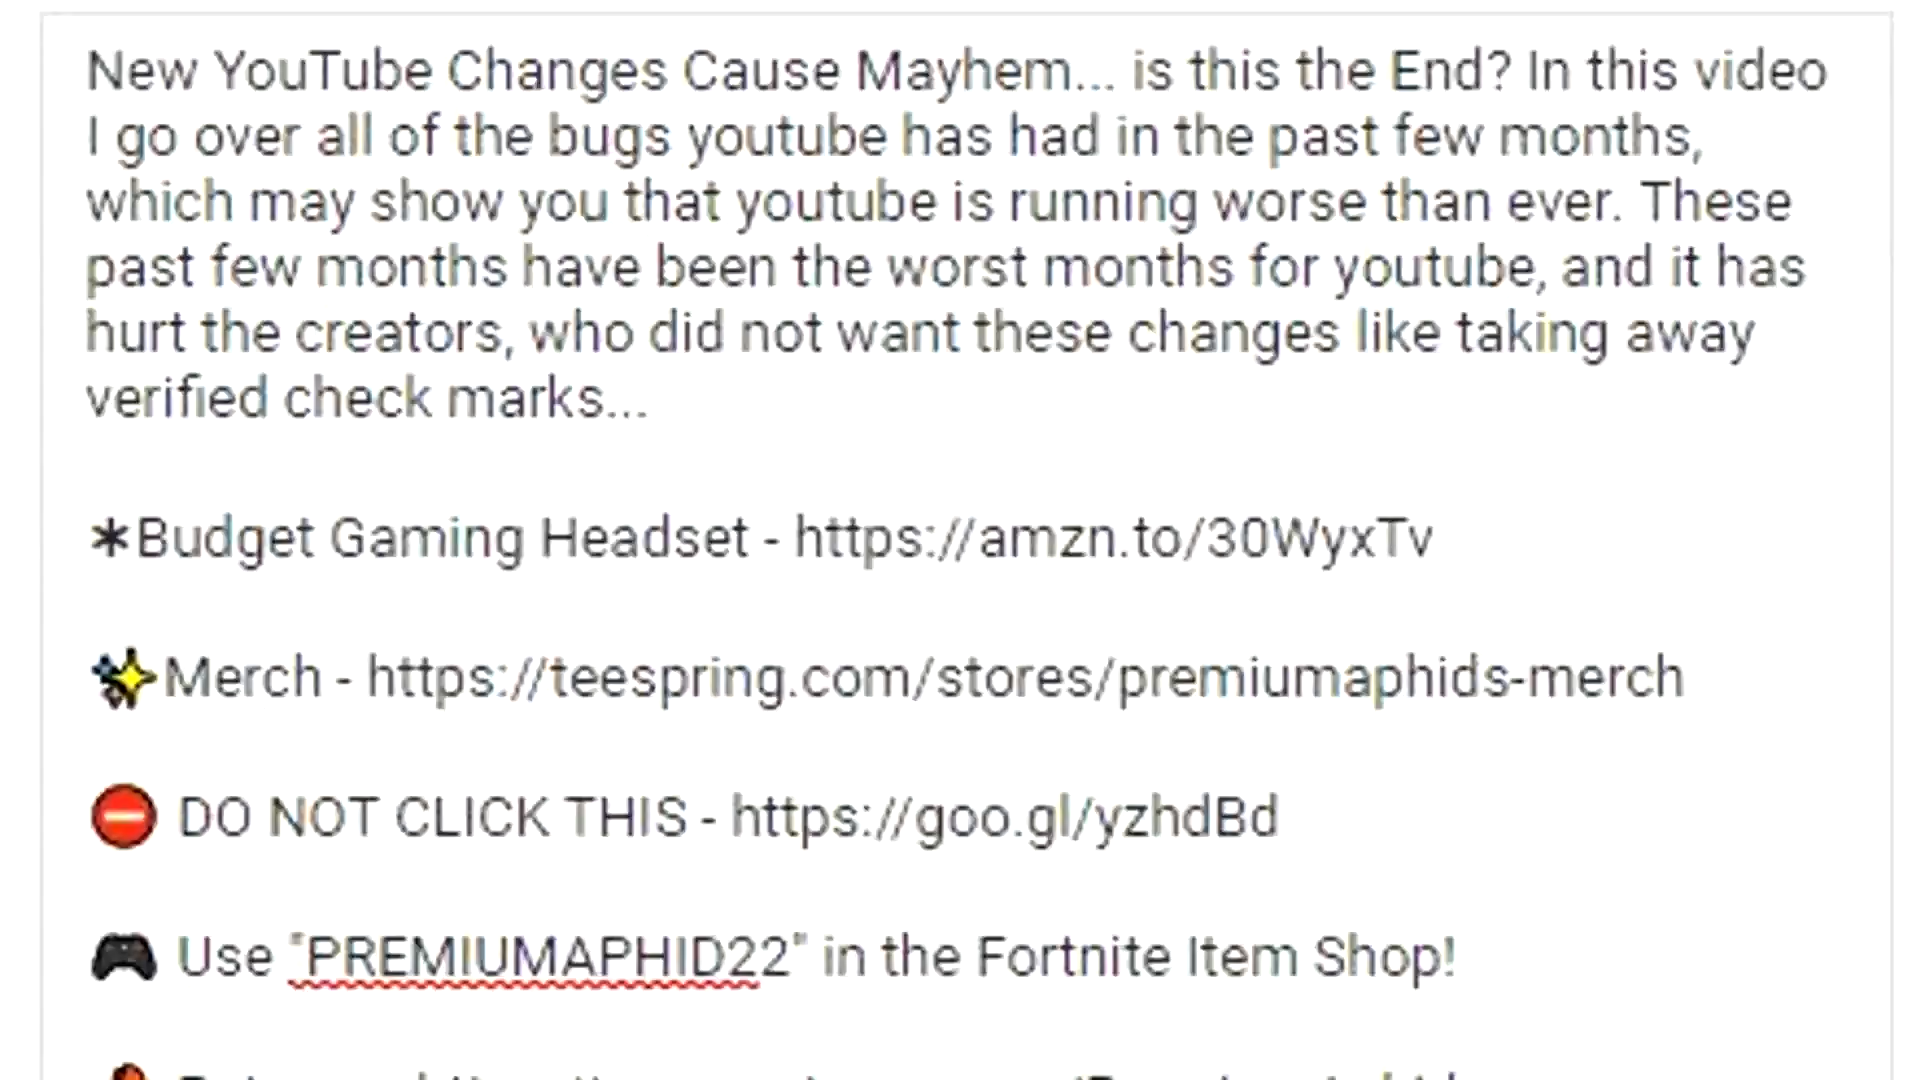 New YouTube Changes Cause Mayhem... is this the End? In this video
I go over all of the bugs youtube has had in the past few months,
which may show you that youtube is running worse than ever. These
past few months have been the worst months for youtube, and it has
hurt the creators, who did not want these changes like taking away
verified check marks...
✱Budget Gaming Headset - https://amzn.to/30WyxTv
✨Merch - https://teespring.com/stores/premiumaphids-merch
⛔ DO NOT CLICK THIS - https://goo.gl/yzhdBd
🎮 Use "PREMIUMAPHID22" in the Fortnite Item Shop!